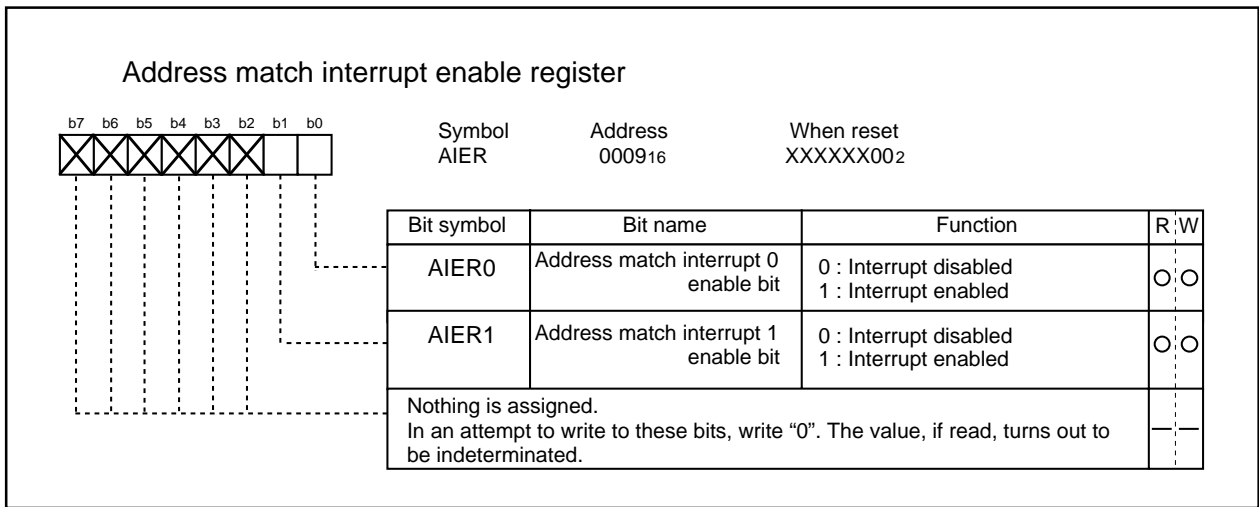 Address match interrupt enable register
b7 b6 b5 b4 b3 b2 b1 b0
Symbol Address When reset
AIER 000916 XXXXXX002
Bit symbol Bit name Function R W
AIER0 Address match interrupt 0 enable bit 0 : Interrupt disabled
1 : Interrupt enabled
AIER1 Address match interrupt 1 enable bit 0 : Interrupt disabled
1 : Interrupt enabled
Nothing is assigned.
In an attempt to write to these bits, write “0”. The value, if read, turns out to
be indeterminated.